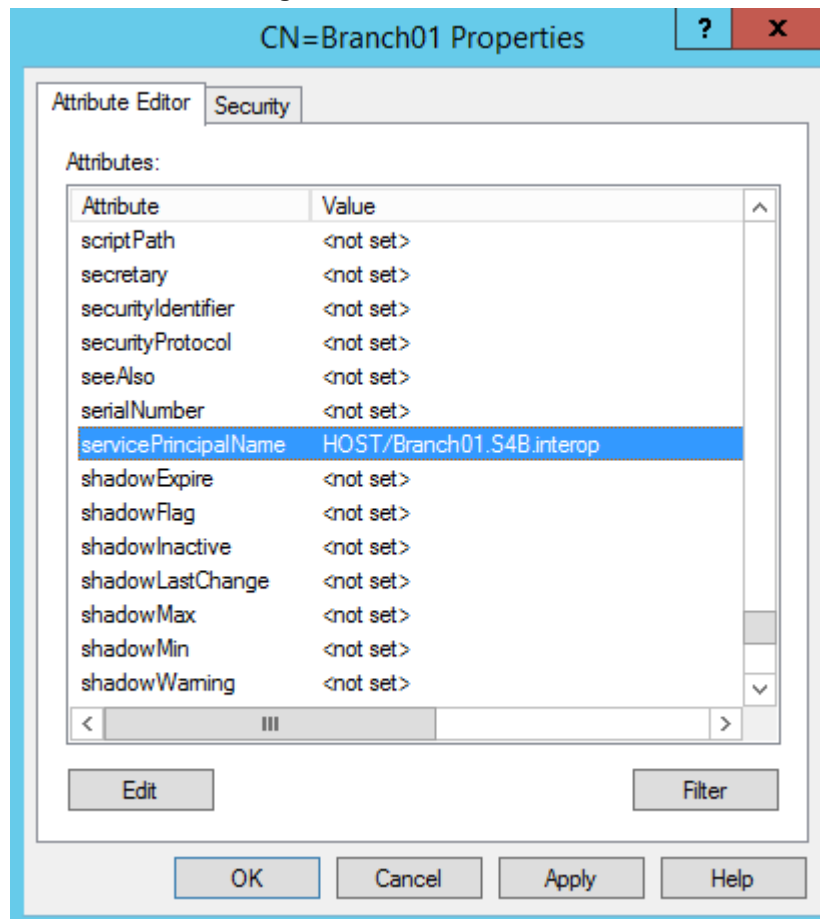 CN=Branch01 Properties
? x
Attribute Editor Security
Attributes:
Attribute Value
scriptPath <not set>
secretary <not set>
securityIdentifier <not set>
securityProtocol <not set>
seeAlso <not set>
serialNumber <not set>
servicePrincipalName HOST/Branch01.S4B.interop
shadowExpire <not set>
shadowFlag <not set>
shadowInactive <not set>
shadowLastChange <not set>
shadowMax <not set>
shadowMin <not set>
shadowWarning <not set>
Edit Filter
OK Cancel Apply Help